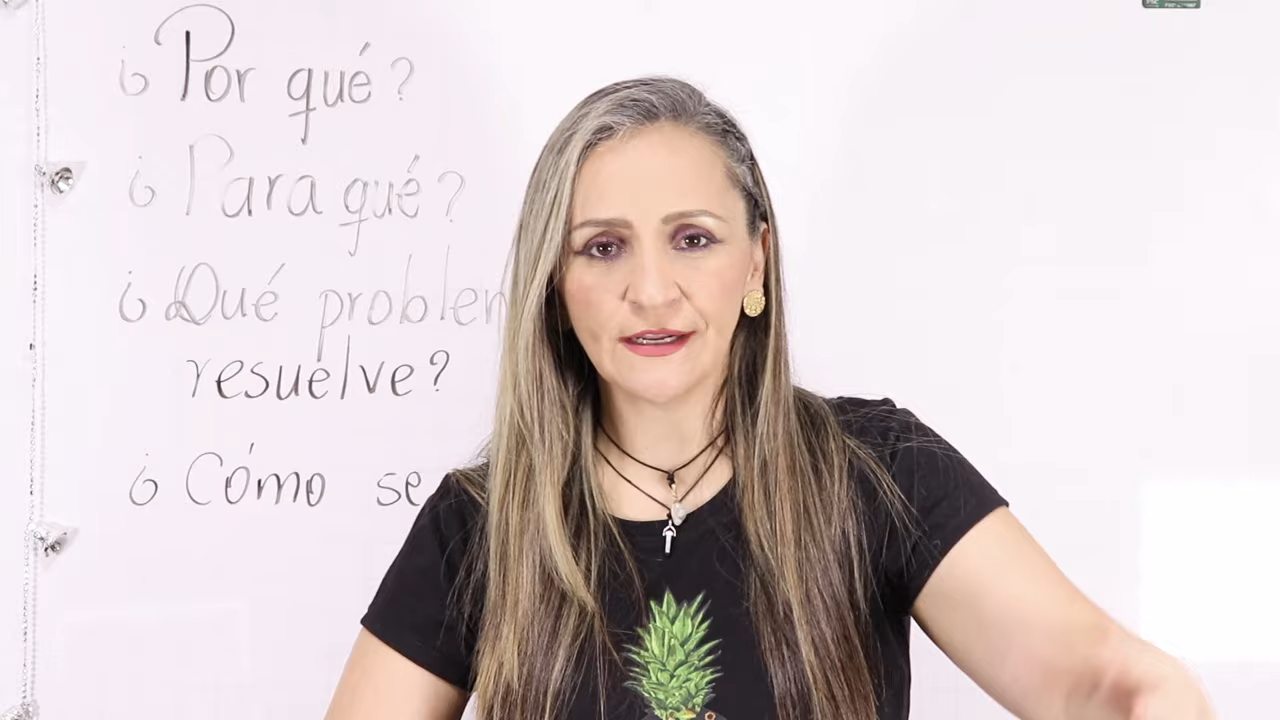 ¿Por qué?
¿Para qué?
¿Qué
resuelve?
¿Cómo se